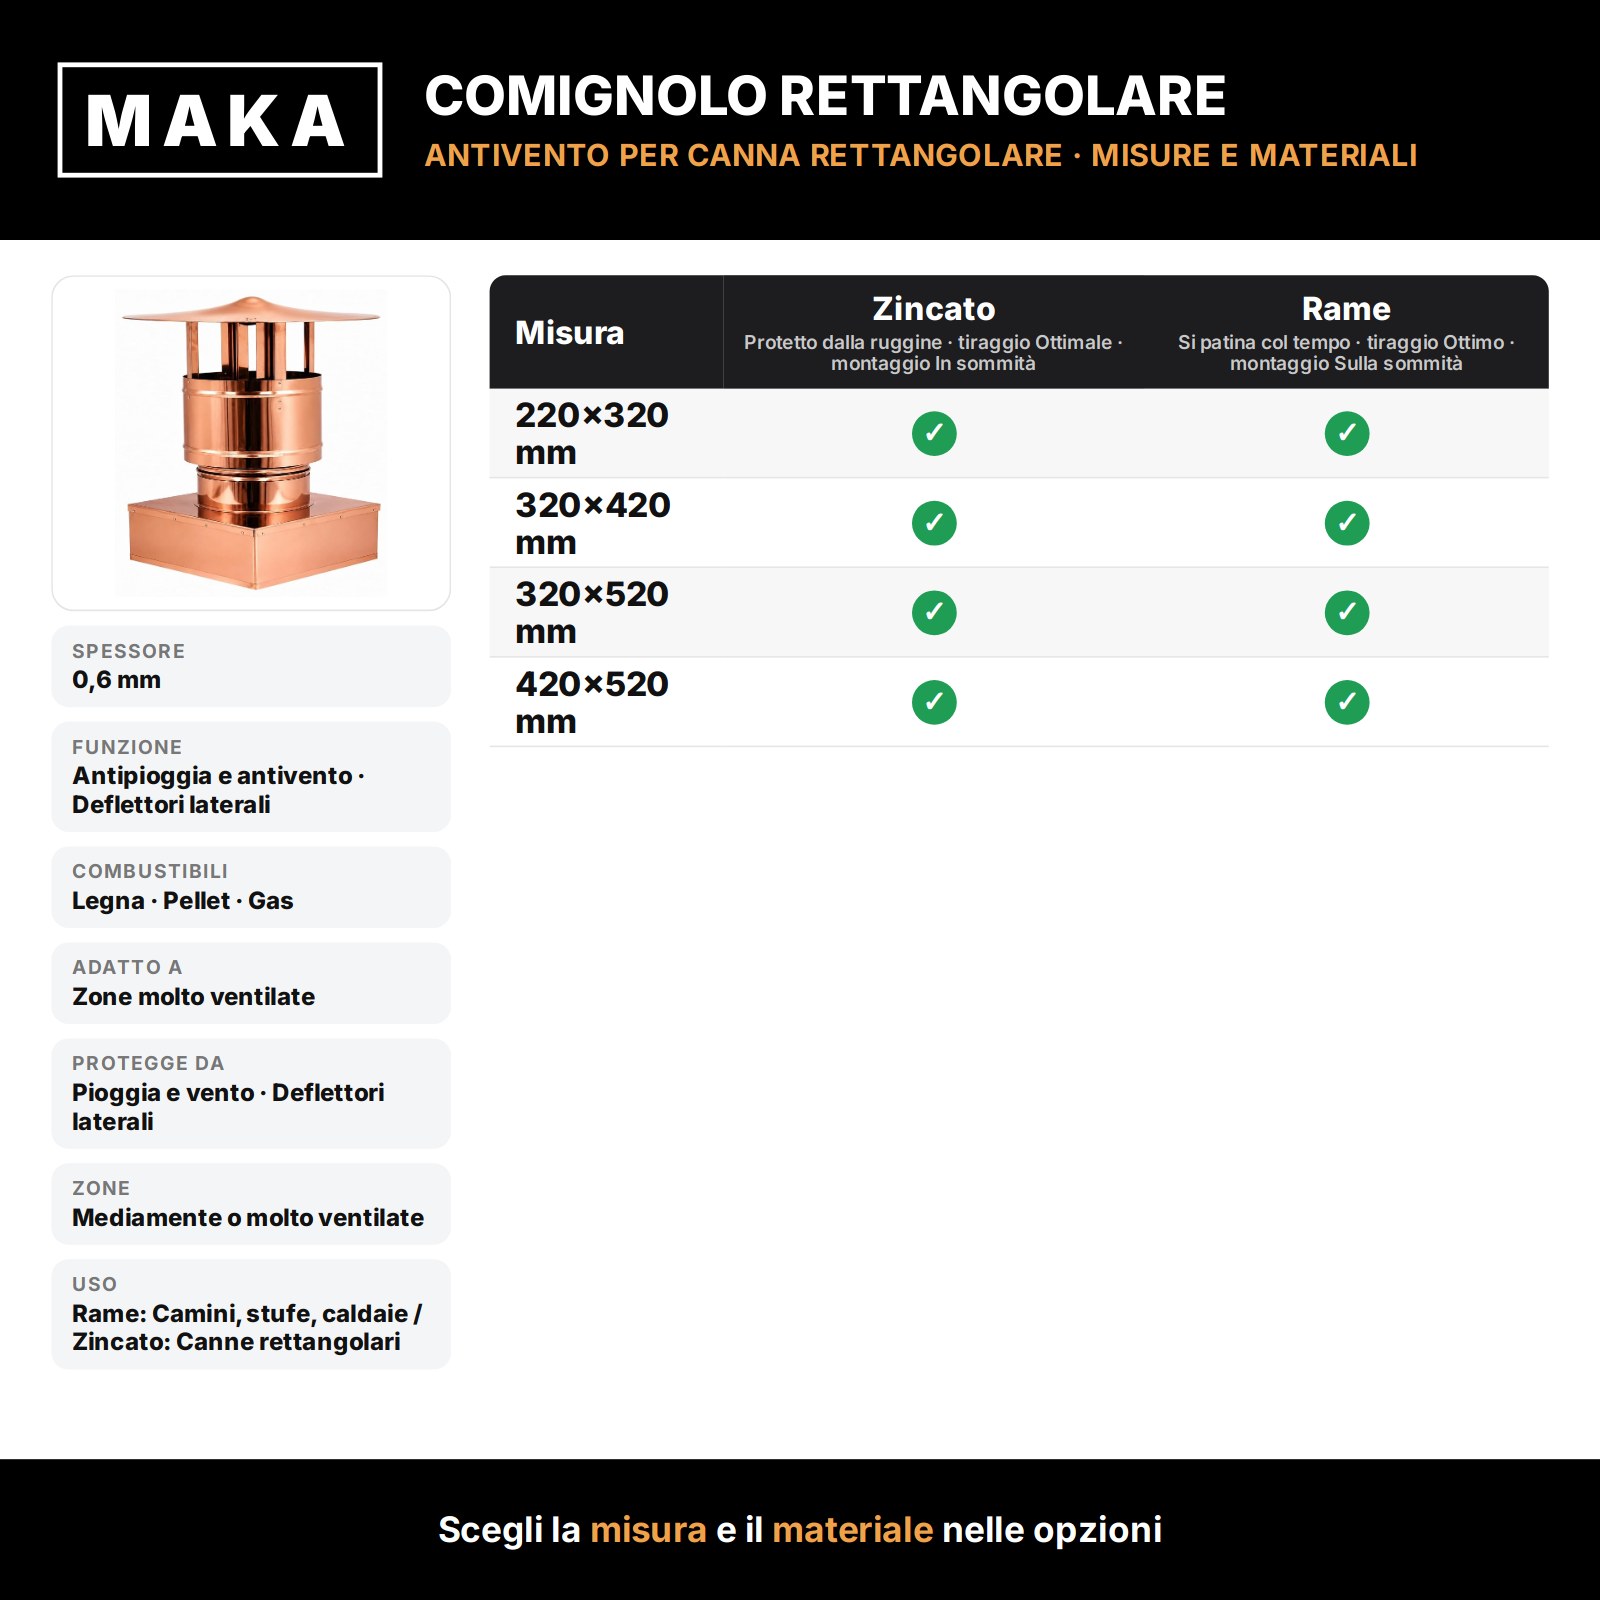 MAKA
COMIGNOLO RETTANGOLARE
ANTIVENTO PER CANNA RETTANGOLARE · MISURE E MATERIALI
SPESSORE
0,6 mm
FUNZIONE
Antipioggia e antivento ·
Deflettori laterali
COMBUSTIBILI
Legna · Pellet · Gas
ADATTO A
Zone molto ventilate
PROTEGGE DA
Pioggia e vento · Deflettori
laterali
ZONE
Mediamente o molto ventilate
USO
Rame: Camini, stufe, caldaie /
Zincato: Canne rettangolari
Misura
Zincato
Protetto dalla ruggine · tiraggio Ottimale ·
montaggio In sommità
Rame
Si patina col tempo · tiraggio Ottimo ·
montaggio Sulla sommità
220×320
mm
✓ ✓
320×420
mm
✓ ✓
320×520
mm
✓ ✓
420×520
mm
✓ ✓
Scegli la misura e il materiale nelle opzioni